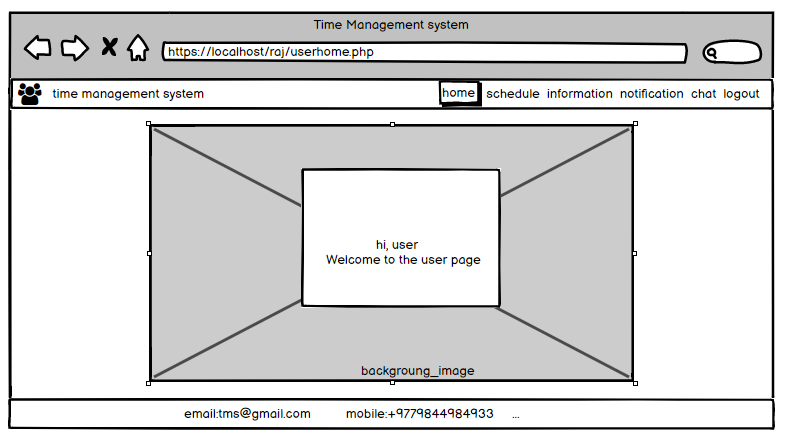 Time Management system
https://localhost/raj/userhome.php
time management system home schedule information notification chat logout
hi, user
Welcome to the user page
backgroung_image
email:tms@gmail.com mobile:+9779844984933 ...